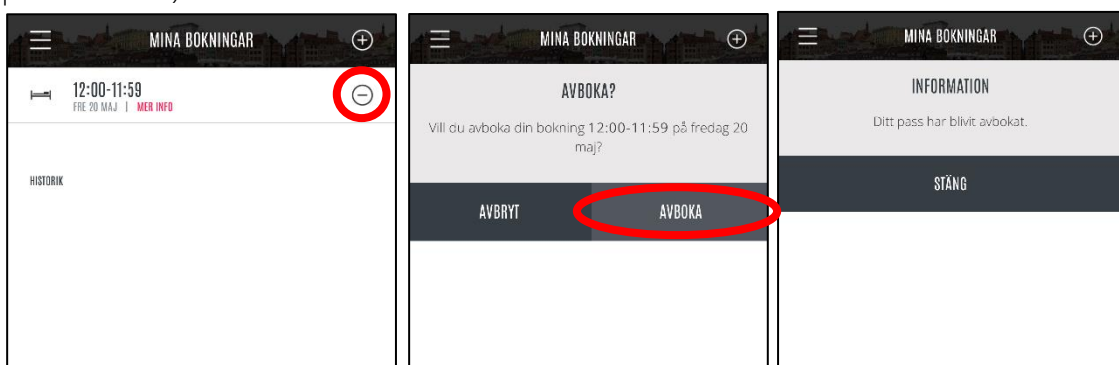 MINA BOKNINGAR
12:00-11:59
FRE 20 MAJ | MER INFO
HISTORIK
MINA BOKNINGAR
AVBOKA?
Vill du avboka din bokning 12:00-11:59 på fredag 20
maj?
AVBRYT AVBOKA
MINA BOKNINGAR
INFORMATION
Ditt pass har blivit avbokat.
STÄNG